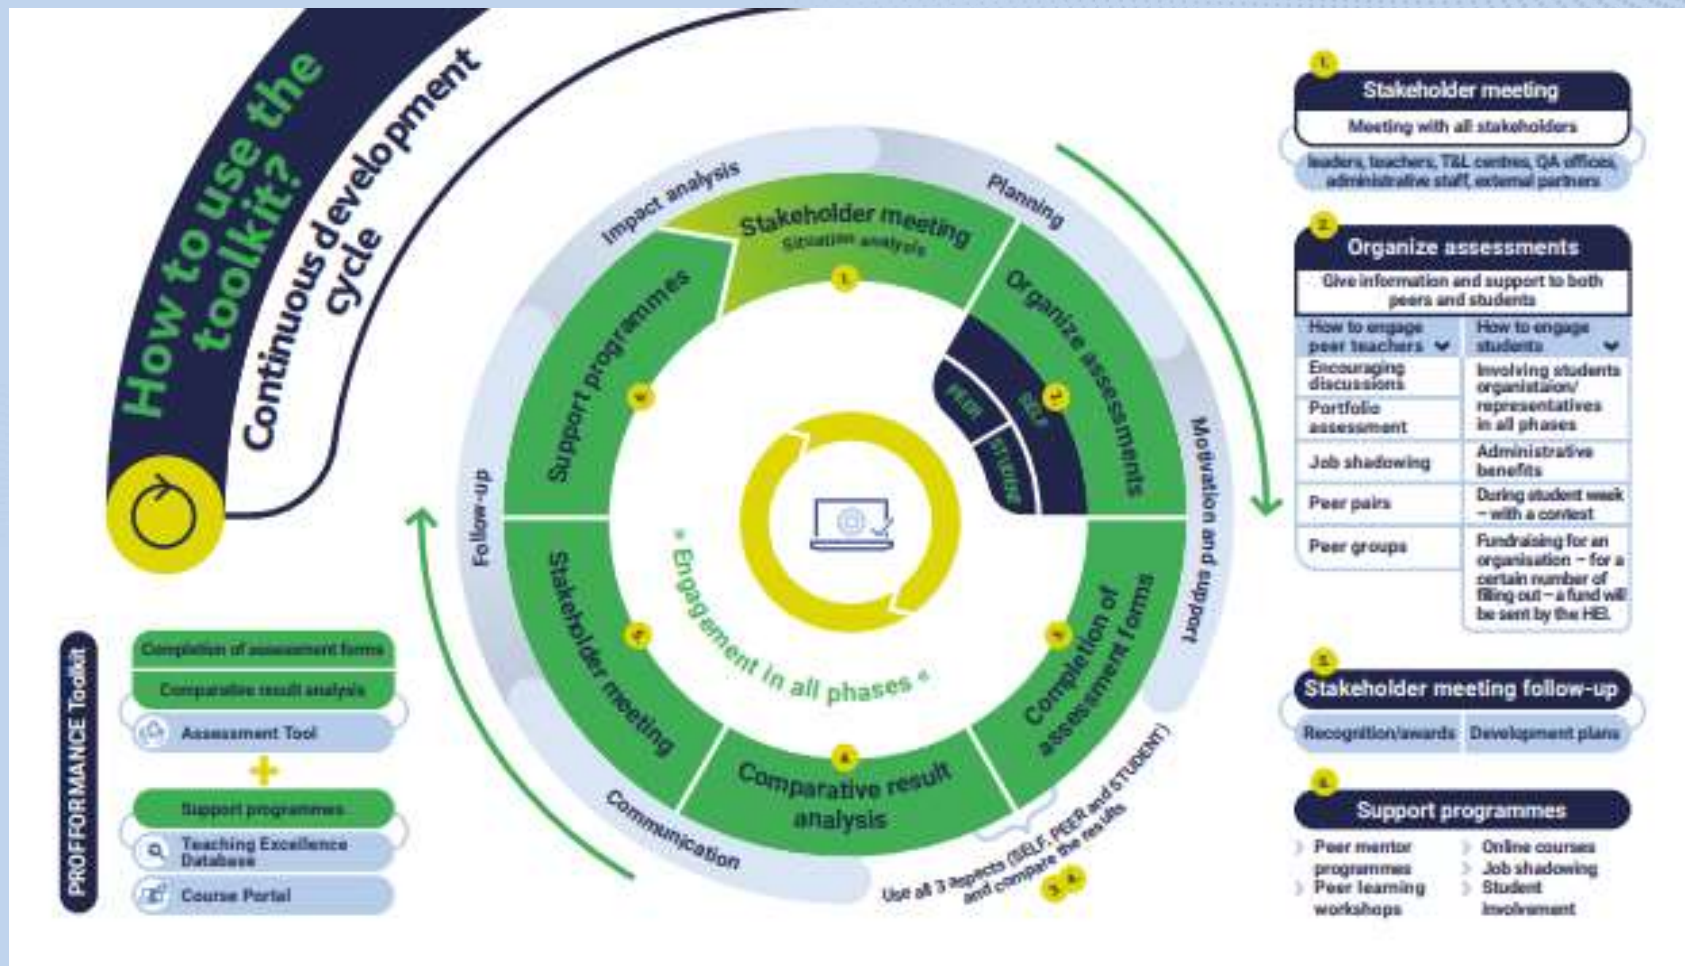 How to use the
toolkit?
Continuous development
cycle
Impact analysis
Planning
Motivation and support
Communication
Follow-up
Stakeholder meeting
Situation analysis
1.
Organize assessments
2.
SELF
PEER
STUDENT
Completion of
assessment forms
3.
Comparative result
analysis
4.
Stakeholder meeting
5.
Support programmes
6.
» Engagement in all phases «
Use all 3 aspects (SELF, PEER and STUDENT)
and compare the results
3.
4.
PROFFORMANCE Toolkit
Completion of assessment forms
Comparative result analysis
Assessment Tool
+
Support programmes
Teaching Excellence
Database
Course Portal
1.
Stakeholder meeting
Meeting with all stakeholders
leaders, teachers, T&L centres, QA offices,
administrative staff, external partners
2.
Organize assessments
Give information and support to both
peers and students
How to engage
peer teachers
Encouraging
discussions
Portfolio
assessment
Job shadowing
Peer pairs
Peer groups
How to engage
students
Involving students
organistaion/
representatives
in all phases
Administrative
benefits
During student week
– with a contest
Fundraising for an
organisation – for a
certain number of
filling out – a fund will
be sent by the HEI.
5.
Stakeholder meeting follow-up
Recognition/awards
Development plans
6.
Support programmes
Peer mentor
programmes
Peer learning
workshops
Online courses
Job shadowing
Student
involvement